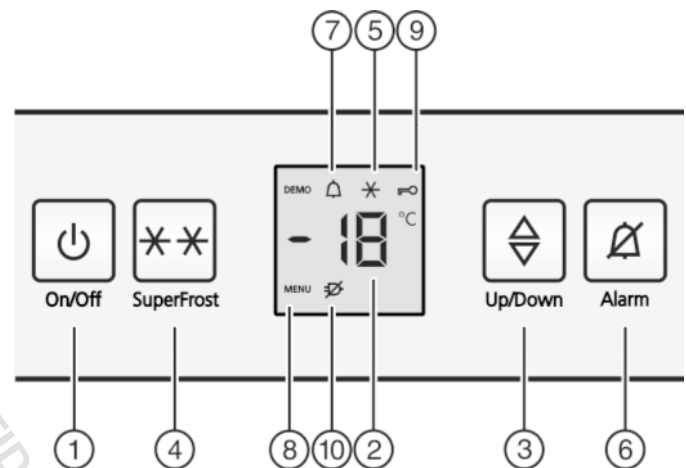 7 5 9
DEMO
-18 °C
MENU
On/Off SuperFrost Up/Down Alarm
1 4 8 10 2 3 6